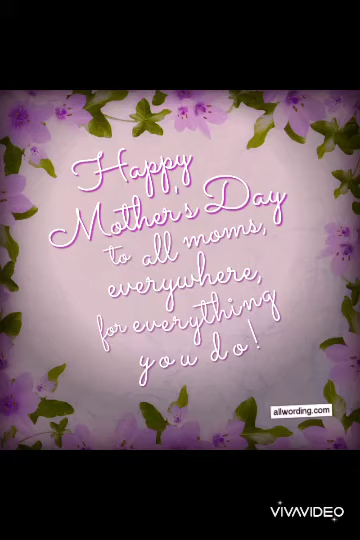 Happy
Mother's Day
to all moms,
everywhere,
for everything
you do!
allwording.com
VIVAVIDEO